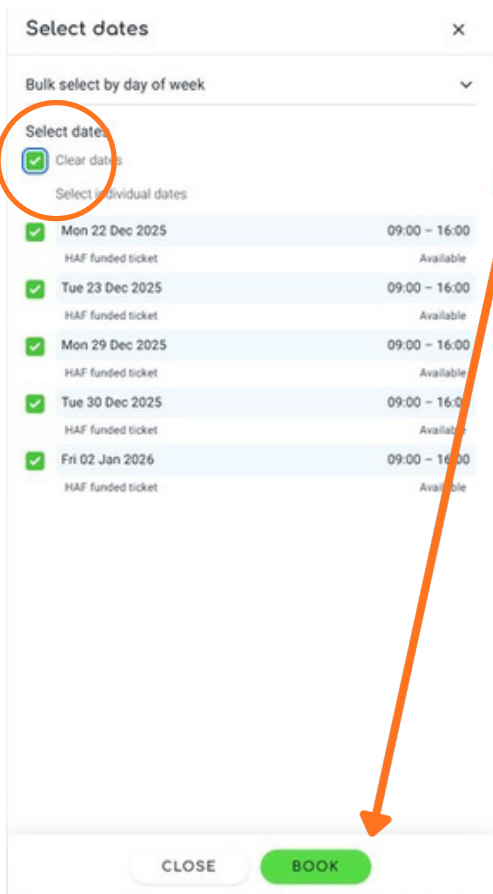 Select dates
Bulk select by day of week
Select dates
Clear dates
Select individual dates
Mon 22 Dec 2025 09:00 – 16:00
HAF funded ticket Available
Tue 23 Dec 2025 09:00 – 16:00
HAF funded ticket Available
Mon 29 Dec 2025 09:00 – 16:00
HAF funded ticket Available
Tue 30 Dec 2025 09:00 – 16:00
HAF funded ticket Available
Fri 02 Jan 2026 09:00 – 16:00
HAF funded ticket Available
CLOSE BOOK